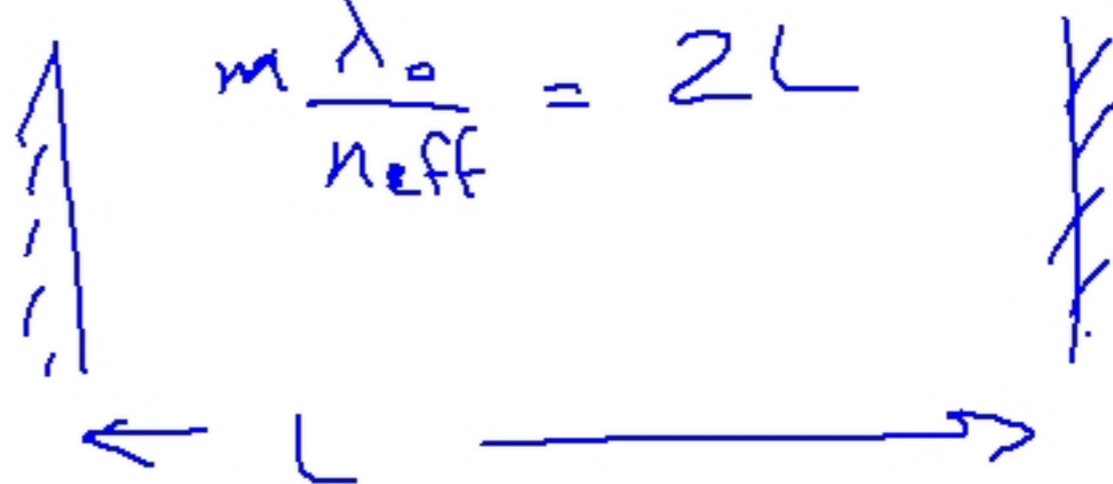 m λ₀ / n_eff = 2L
L